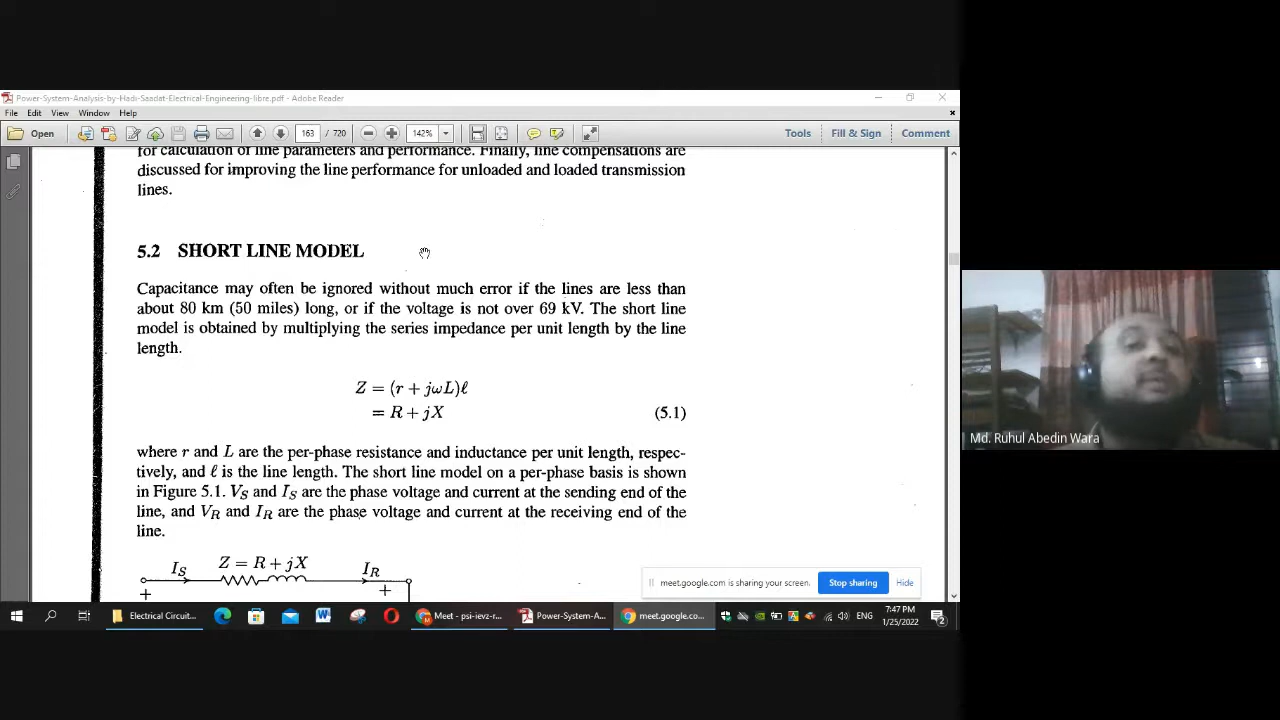 Power-System-Analysis-by-Hadi-Saadat-Electrical-Engineering-libre.pdf - Adobe Reader
File Edit View Window Help
Open 163 / 720 142% Tools Fill & Sign Comment
for calculation of line parameters and performance. Finally, line compensations are
discussed for improving the line performance for unloaded and loaded transmission
lines.
5.2 SHORT LINE MODEL
Capacitance may often be ignored without much error if the lines are less than
about 80 km (50 miles) long, or if the voltage is not over 69 kV. The short line
model is obtained by multiplying the series impedance per unit length by the line
length.
Z = (r + jωL)ℓ
= R + jX (5.1)
where r and L are the per-phase resistance and inductance per unit length, respec-
tively, and ℓ is the line length. The short line model on a per-phase basis is shown
in Figure 5.1. VS and IS are the phase voltage and current at the sending end of the
line, and VR and IR are the phase voltage and current at the receiving end of the
line.
IS Z = R + jX IR
+ +
meet.google.com is sharing your screen. Stop sharing Hide
Md. Ruhul Abedin Wara
Electrical Circuit... Meet - psi-ievz-r... Power-System-A... meet.google.co... ENG 7:47 PM
1/25/2022 2